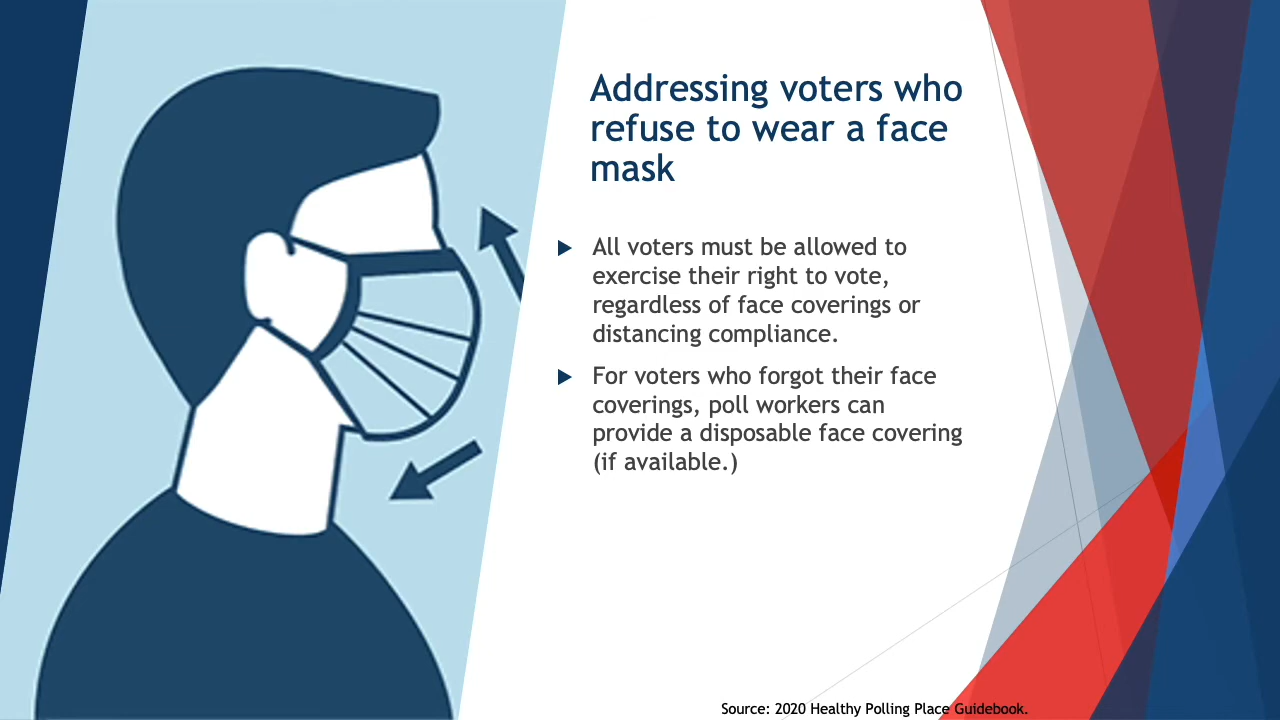 Addressing voters who
refuse to wear a face
mask
All voters must be allowed to
exercise their right to vote,
regardless of face coverings or
distancing compliance.
For voters who forgot their face
coverings, poll workers can
provide a disposable face covering
(if available.)
Source: 2020 Healthy Polling Place Guidebook.